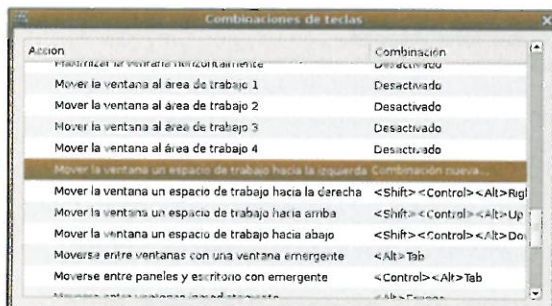 Combinaciones de teclas
Acción Combinación
Maximizar la ventana horizontalmente Desactivado
Mover la ventana al área de trabajo 1 Desactivado
Mover la ventana al área de trabajo 2 Desactivado
Mover la ventana al área de trabajo 3 Desactivado
Mover la ventana al área de trabajo 4 Desactivado
Mover la ventana un espacio de trabajo hacia la izquierda Combinación nueva...
Mover la ventana un espacio de trabajo hacia la derecha <Shift><Control><Alt>Righ
Mover la ventana un espacio de trabajo hacia arriba <Shift><Control><Alt>Up
Mover la ventana un espacio de trabajo hacia abajo <Shift><Control><Alt>Do
Moverse entre ventanas con una ventana emergente <Alt>Tab
Moverse entre paneles y escritorio con emergente <Control><Alt>Tab